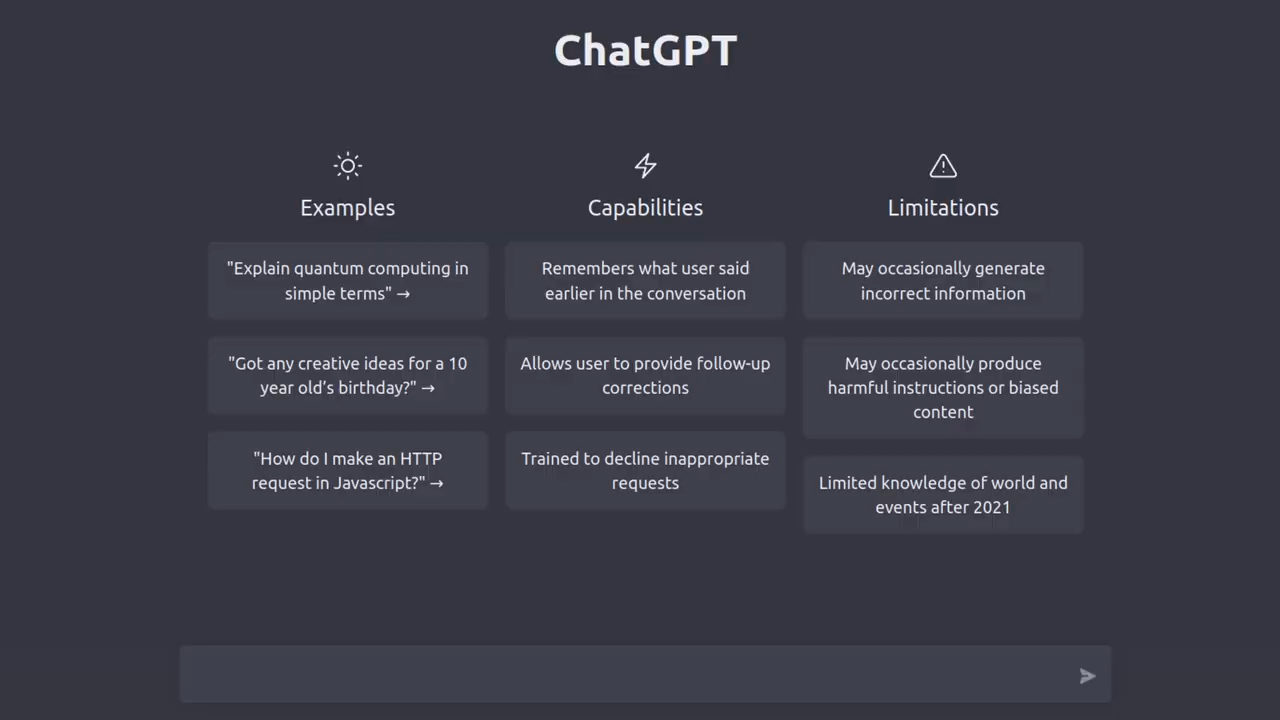 ChatGPT
Examples
"Explain quantum computing in
simple terms" →
"Got any creative ideas for a 10
year old’s birthday?" →
"How do I make an HTTP
request in Javascript?" →
Capabilities
Remembers what user said
earlier in the conversation
Allows user to provide follow-up
corrections
Trained to decline inappropriate
requests
Limitations
May occasionally generate
incorrect information
May occasionally produce
harmful instructions or biased
content
Limited knowledge of world and
events after 2021